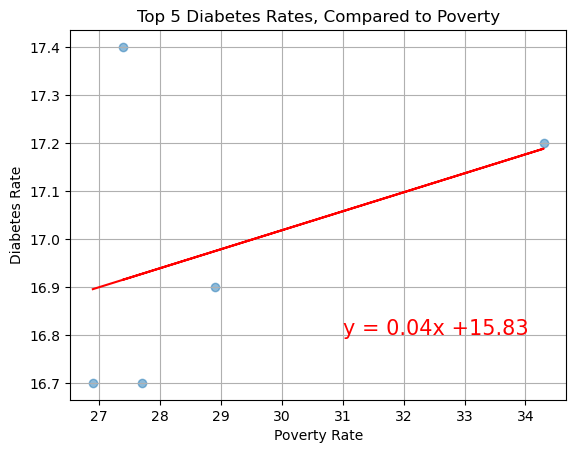 Top 5 Diabetes Rates, Compared to Poverty
17.4
17.3
17.2
17.1
17.0
16.9
16.8
16.7
Diabetes Rate
y = 0.04x +15.83
27 28 29 30 31 32 33 34
Poverty Rate